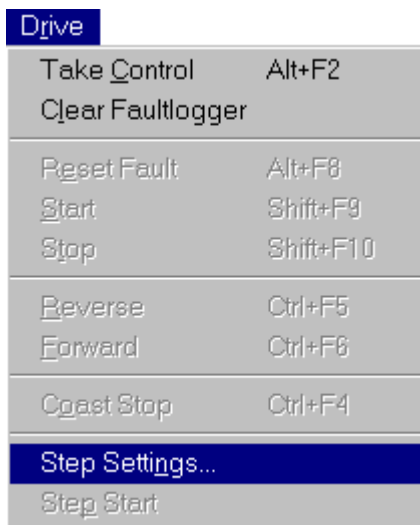 Drive
Take Control Alt+F2
Clear Faultlogger
Reset Fault Alt+F8
Start Shift+F9
Stop Shift+F10
Reverse Ctrl+F5
Forward Ctrl+F6
Coast Stop Ctrl+F4
Step Settings...
Step Start